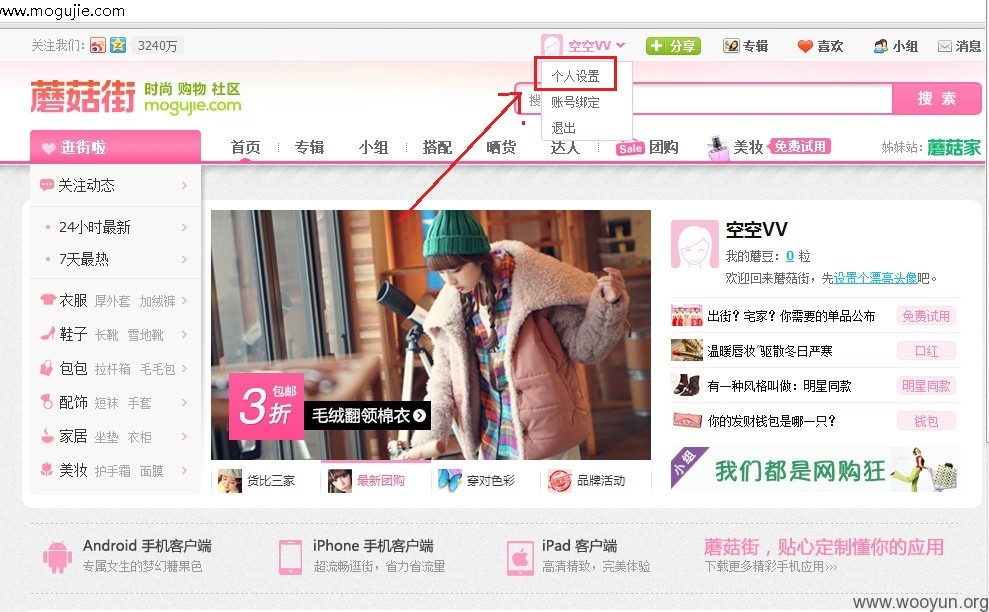 www.mogujie.com
关注我们: 3240万
空空VV 分享 专辑 喜欢 小组 消息
个人设置
账号绑定
退出
蘑菇街 时尚 购物 社区
mogujie.com
搜
搜 索
逛街啦 首页 专辑 小组 搭配 晒货 达人 Sale 团购 美妆 免费试用 姊妹站: 蘑菇家
关注动态
24小时最新
7天最热
衣服 厚外套 加绒裤
鞋子 长靴 雪地靴
包包 拉杆箱 毛毛包
配饰 短袜 手套
家居 坐垫 衣柜
美妆 护手霜 面膜
3折 包邮
毛绒翻领棉衣
货比三家 最新团购 穿对色彩 品牌活动
空空VV
我的蘑豆: 0 粒
欢迎回来蘑菇街，先设置个漂亮头像吧。
出街？宅家？你需要的单品公布 免费试用
温暖唇妆 驱散冬日严寒 口红
有一种风格叫做：明星同款 明星同款
你的发财钱包是哪一只？ 钱包
小组 我们都是网购狂
Android 手机客户端
专属女生的梦幻糖果色
iPhone 手机客户端
超流畅逛街，省力省流量
iPad 客户端
高清精致，完美体验
蘑菇街，贴心定制懂你的应用
下载更多精彩手机应用>>>
www.wooyun.org